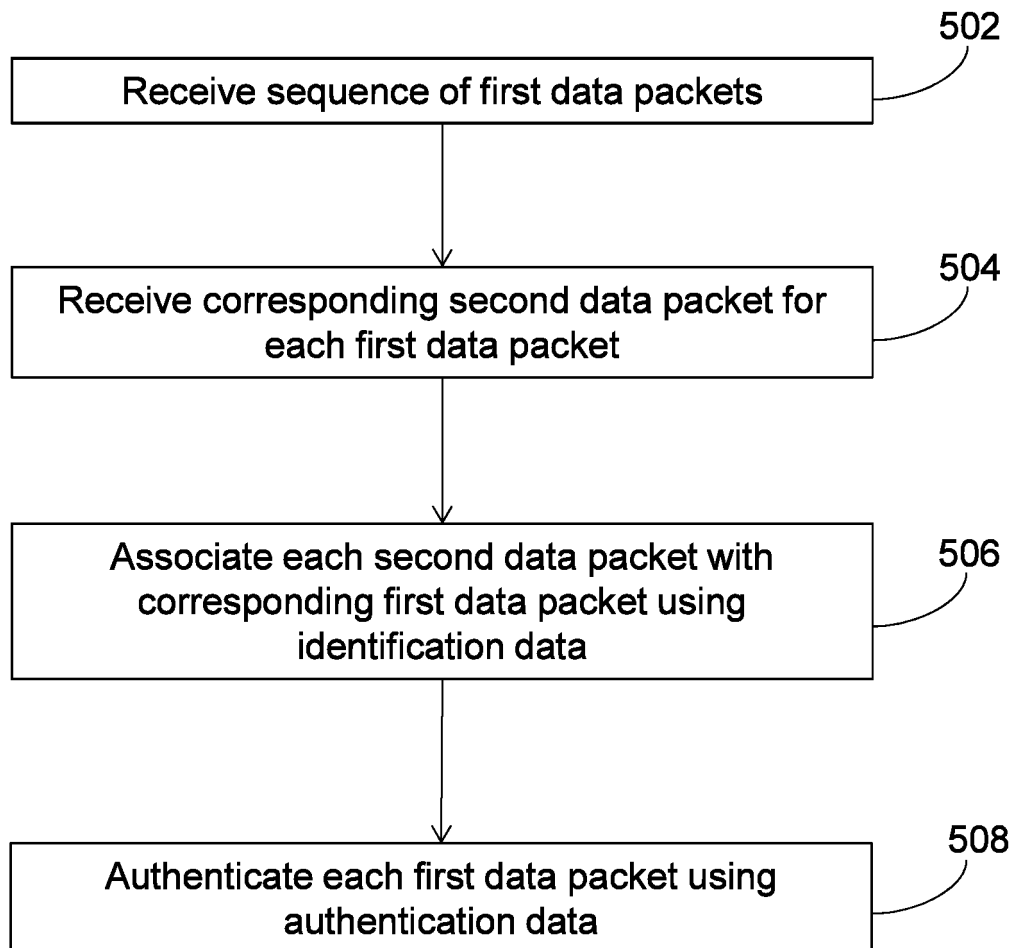 502
Receive sequence of first data packets
504
Receive corresponding second data packet for
each first data packet
506
Associate each second data packet with
corresponding first data packet using
identification data
508
Authenticate each first data packet using
authentication data